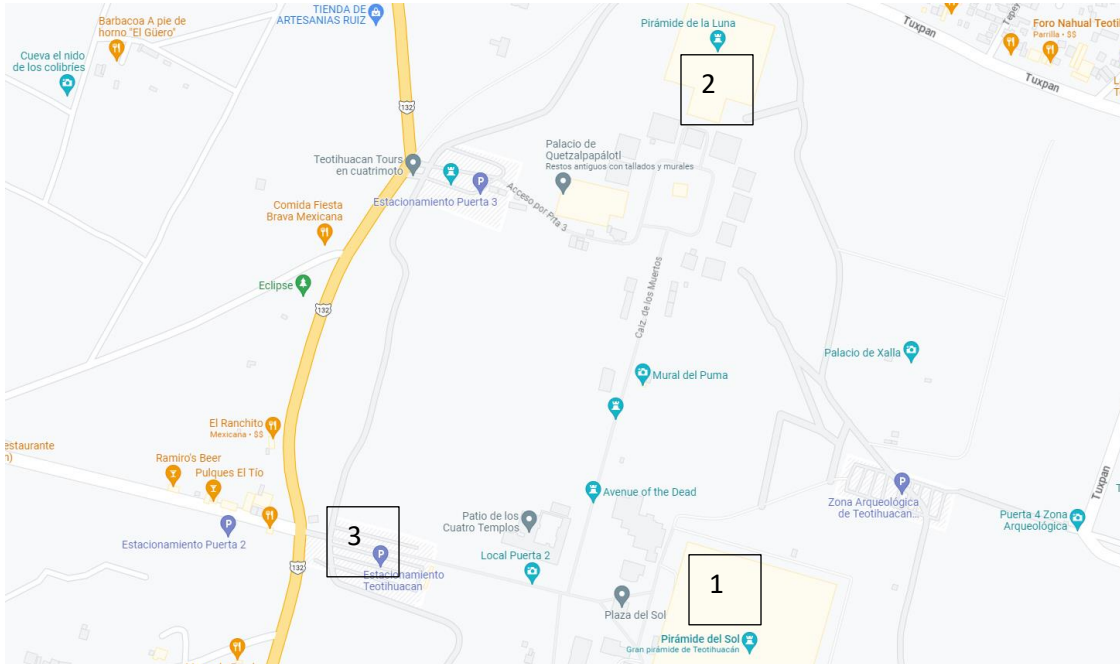 TIENDA DE
ARTESANIAS RUIZ
Pirámide de la Luna
Barbacoa A pie de
horno "El Güero"
Foro Nahual Teotil
Parrilla • $$
Tuxpan
Tepey
Cueva el nido
de los colibríes
2
Tuxpan
132
Palacio de
Quetzalpapálotl
Restos antiguos con tallados y murales
Teotihuacan Tours
en cuatrimoto
Estacionamiento Puerta 3
Acceso por Pta 3
Comida Fiesta
Brava Mexicana
Eclipse
132
Calz. de los Muertos
Palacio de Xalla
Mural del Puma
El Ranchito
Mexicana • $$
estaurante
n)
Ramiro's Beer
Pulques El Tío
Avenue of the Dead
Zona Arqueológica
de Teotihuacan...
Tuxpan
Puerta 4 Zona
Arqueológica
Patio de los
Cuatro Templos
3
Estacionamiento Puerta 2
Local Puerta 2
132
Estacionamiento
Teotihuacan
1
Plaza del Sol
Pirámide del Sol
Gran pirámide de Teotihuacán